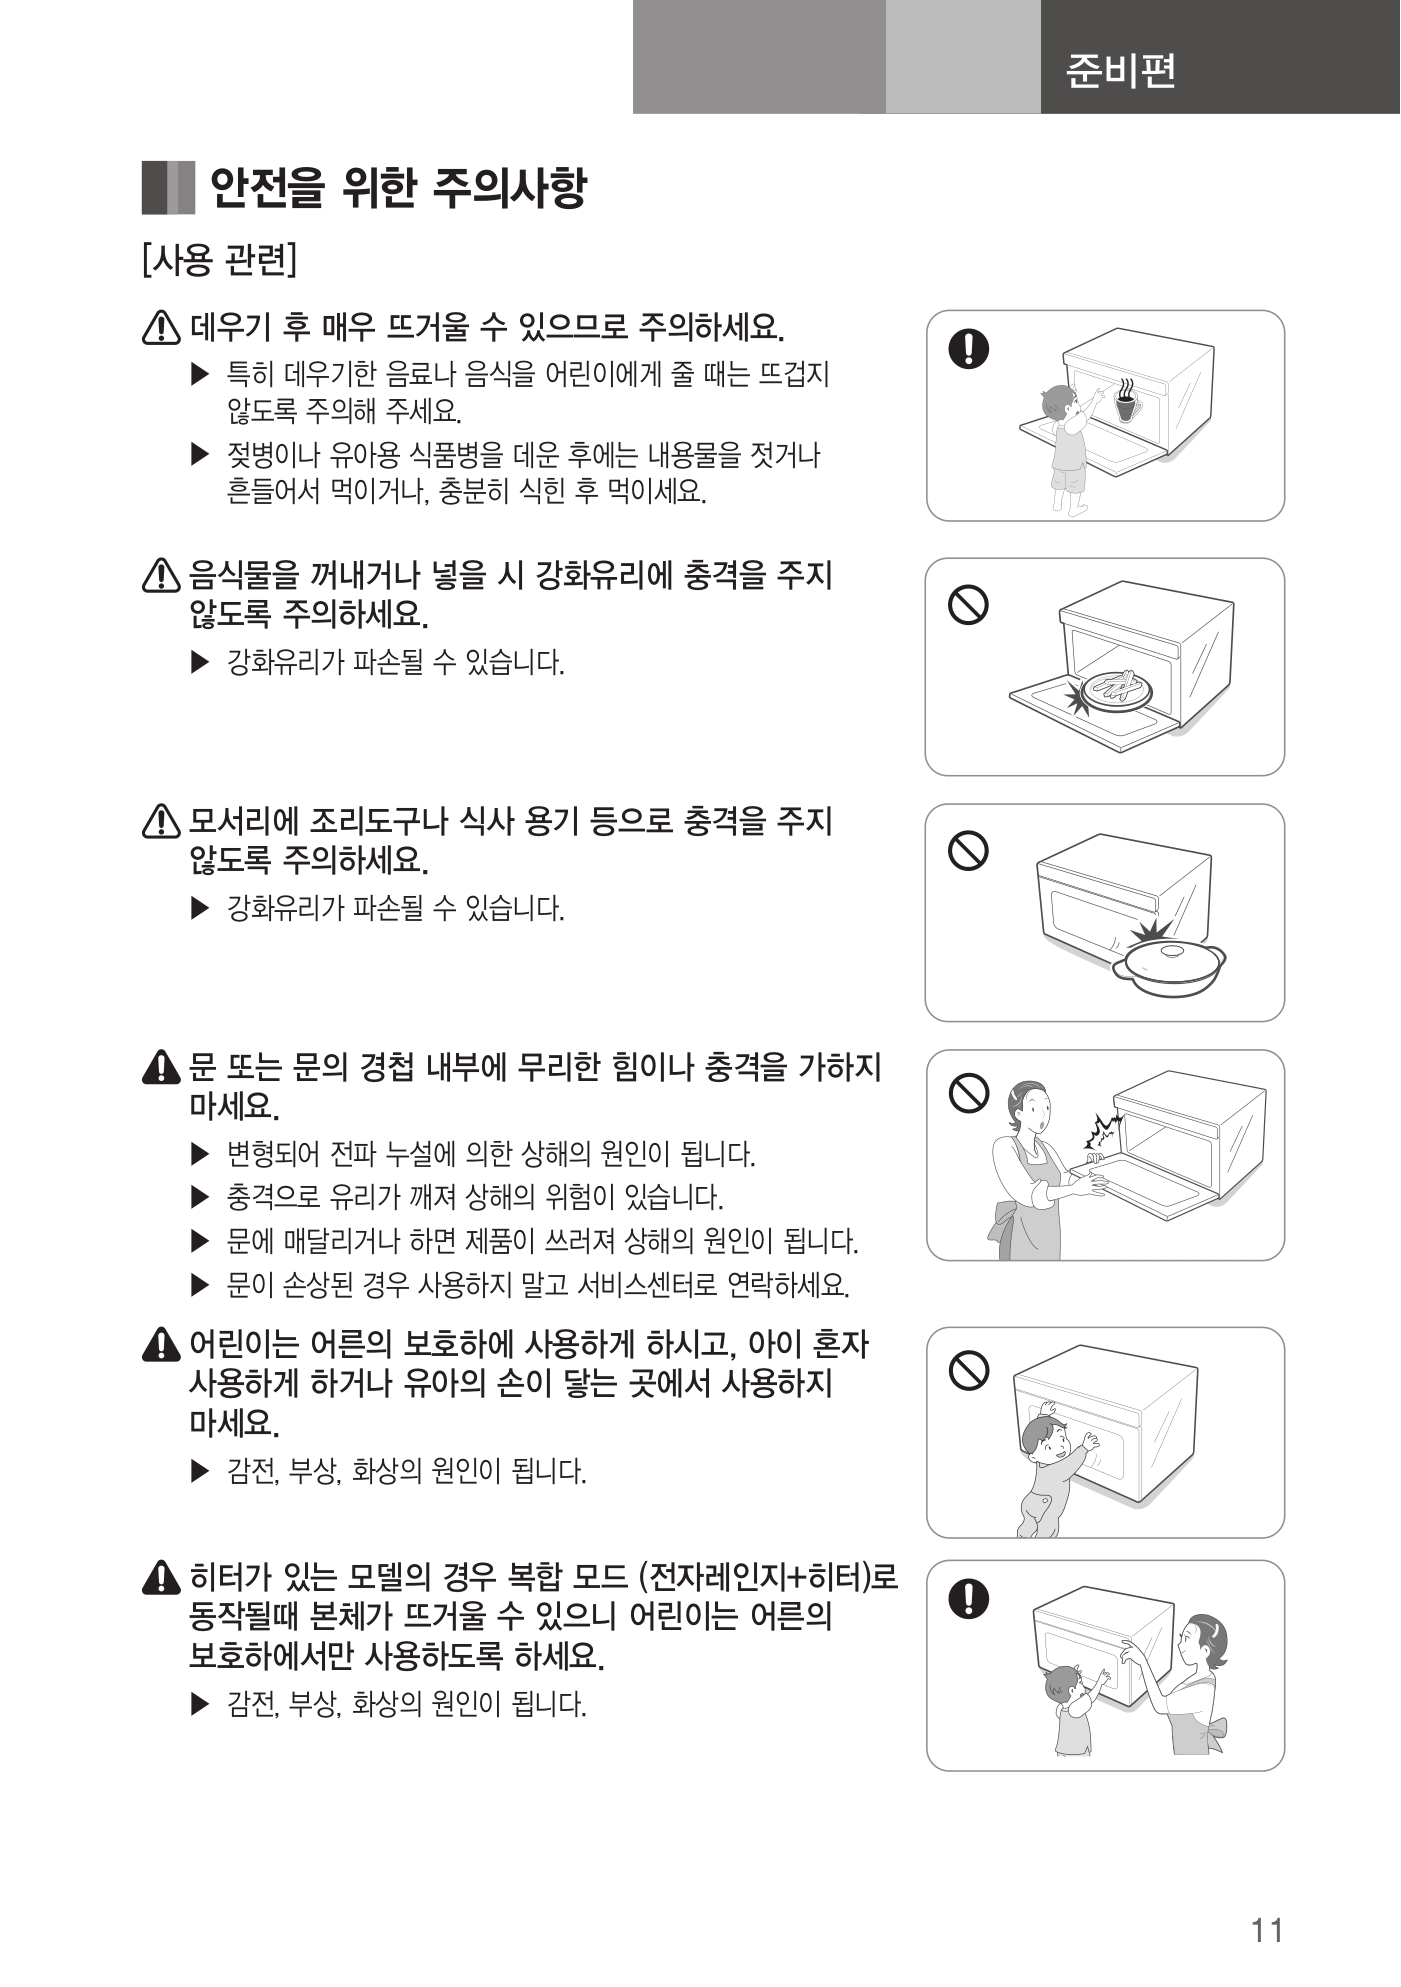 준비편
안전을 위한 주의사항
[사용 관련]
데우기 후 매우 뜨거울 수 있으므로 주의하세요.
▶ 특히 데우기한 음료나 음식을 어린이에게 줄 때는 뜨겁지
않도록 주의해 주세요.
▶ 젖병이나 유아용 식품병을 데운 후에는 내용물을 젓거나
흔들어서 먹이거나, 충분히 식힌 후 먹이세요.
음식물을 꺼내거나 넣을 시 강화유리에 충격을 주지
않도록 주의하세요.
▶ 강화유리가 파손될 수 있습니다.
모서리에 조리도구나 식사 용기 등으로 충격을 주지
않도록 주의하세요.
▶ 강화유리가 파손될 수 있습니다.
문 또는 문의 경첩 내부에 무리한 힘이나 충격을 가하지
마세요.
▶ 변형되어 전파 누설에 의한 상해의 원인이 됩니다.
▶ 충격으로 유리가 깨져 상해의 위험이 있습니다.
▶ 문에 매달리거나 하면 제품이 쓰러져 상해의 원인이 됩니다.
▶ 문이 손상된 경우 사용하지 말고 서비스센터로 연락하세요.
어린이는 어른의 보호하에 사용하게 하시고, 아이 혼자
사용하게 하거나 유아의 손이 닿는 곳에서 사용하지
마세요.
▶ 감전, 부상, 화상의 원인이 됩니다.
히터가 있는 모델의 경우 복합 모드 (전자레인지+히터)로
동작될때 본체가 뜨거울 수 있으니 어린이는 어른의
보호하에서만 사용하도록 하세요.
▶ 감전, 부상, 화상의 원인이 됩니다.
11